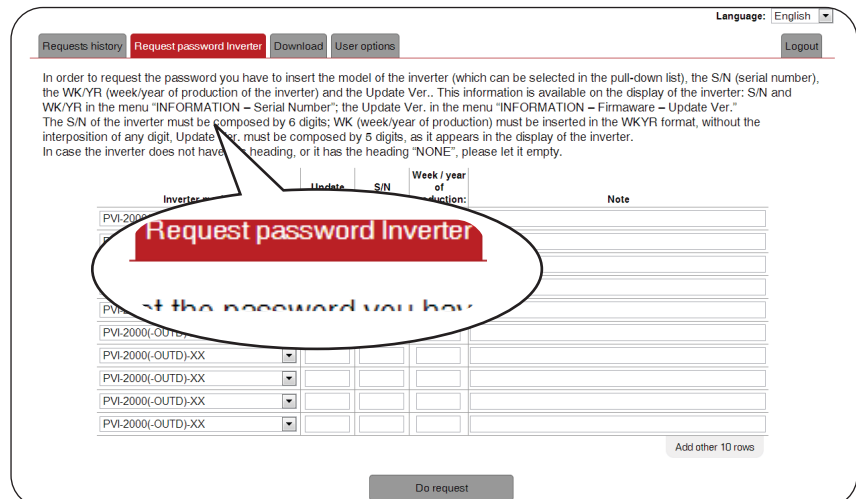 Language: English
Requests history Request password Inverter Download User options Logout
In order to request the password you have to insert the model of the inverter (which can be selected in the pull-down list), the S/N (serial number),
the WK/YR (week/year of production of the inverter) and the Update Ver.. This information is available on the display of the inverter: S/N and
WK/YR in the menu “INFORMATION – Serial Number”; the Update Ver. in the menu “INFORMATION – Firmaware – Update Ver.”
The S/N of the inverter must be composed by 6 digits; WK (week/year of production) must be inserted in the WKYR format, without the
interposition of any digit, Update Ver. must be composed by 5 digits, as it appears in the display of the inverter.
In case the inverter does not have heading, or it has the heading “NONE”, please let it empty.
Week / year
of
Inverter Update S/N Note
PVI-2000
Request password Inverter
the password you hav
PVI-2000(-OUTD)-XX
PVI-2000(-OUTD)-XX
PVI-2000(-OUTD)-XX
PVI-2000(-OUTD)-XX
PVI-2000(-OUTD)-XX
Add other 10 rows
Do request